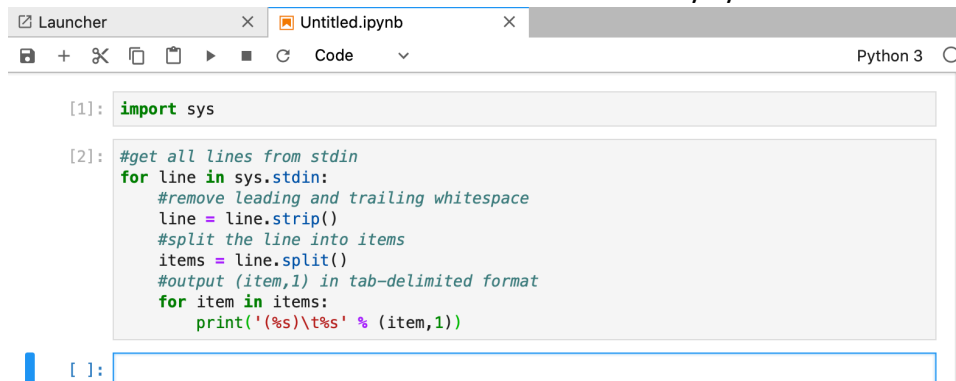 Launcher
Untitled.ipynb
Code
Python 3
[1]: import sys
[2]: #get all lines from stdin
for line in sys.stdin:
    #remove leading and trailing whitespace
    line = line.strip()
    #split the line into items
    items = line.split()
    #output (item,1) in tab-delimited format
    for item in items:
        print('(%s)\t%s' % (item,1))
[ ]: